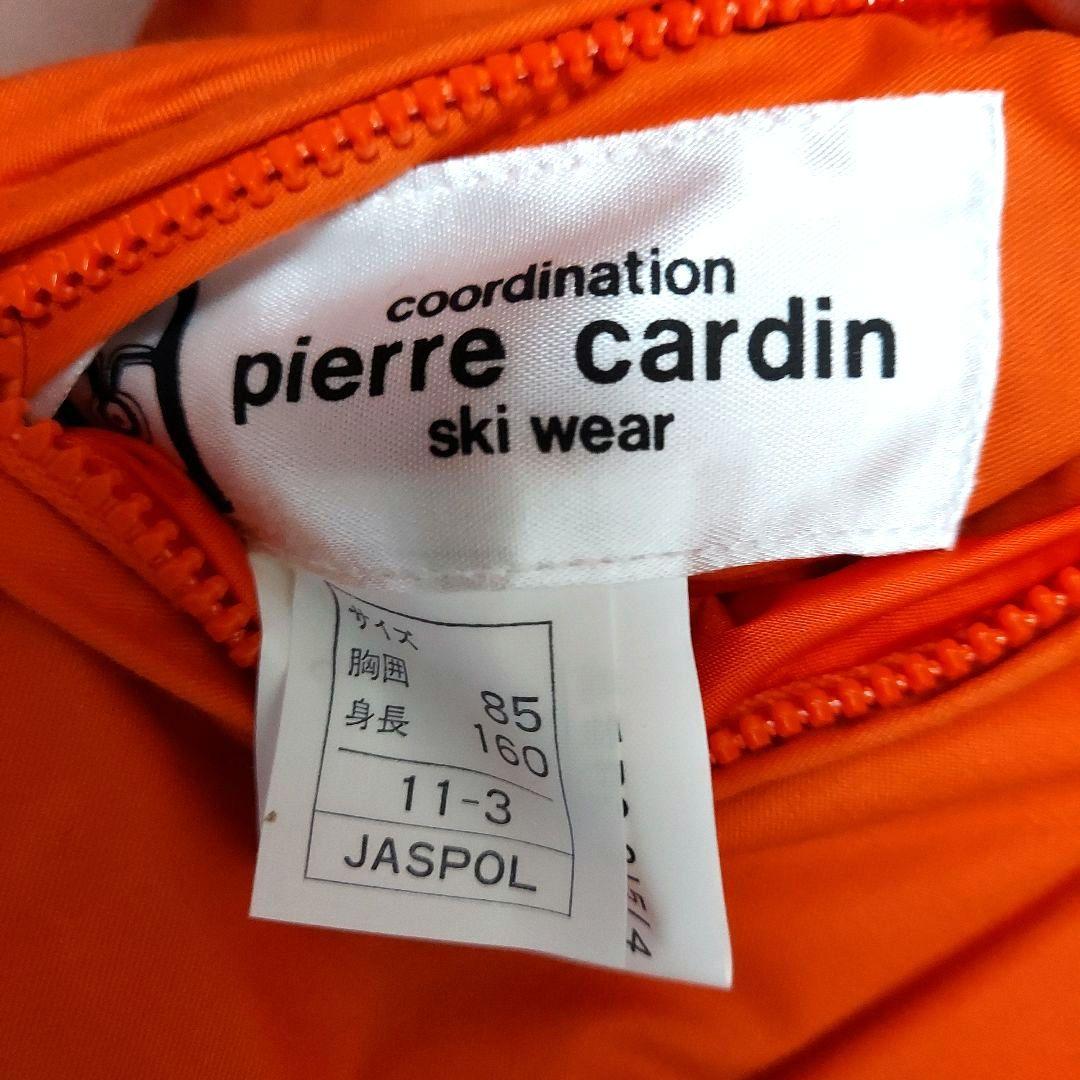 coordination
pierre cardin
ski wear
サイズ
胸囲 85
身長 160
11-3
JASPOL